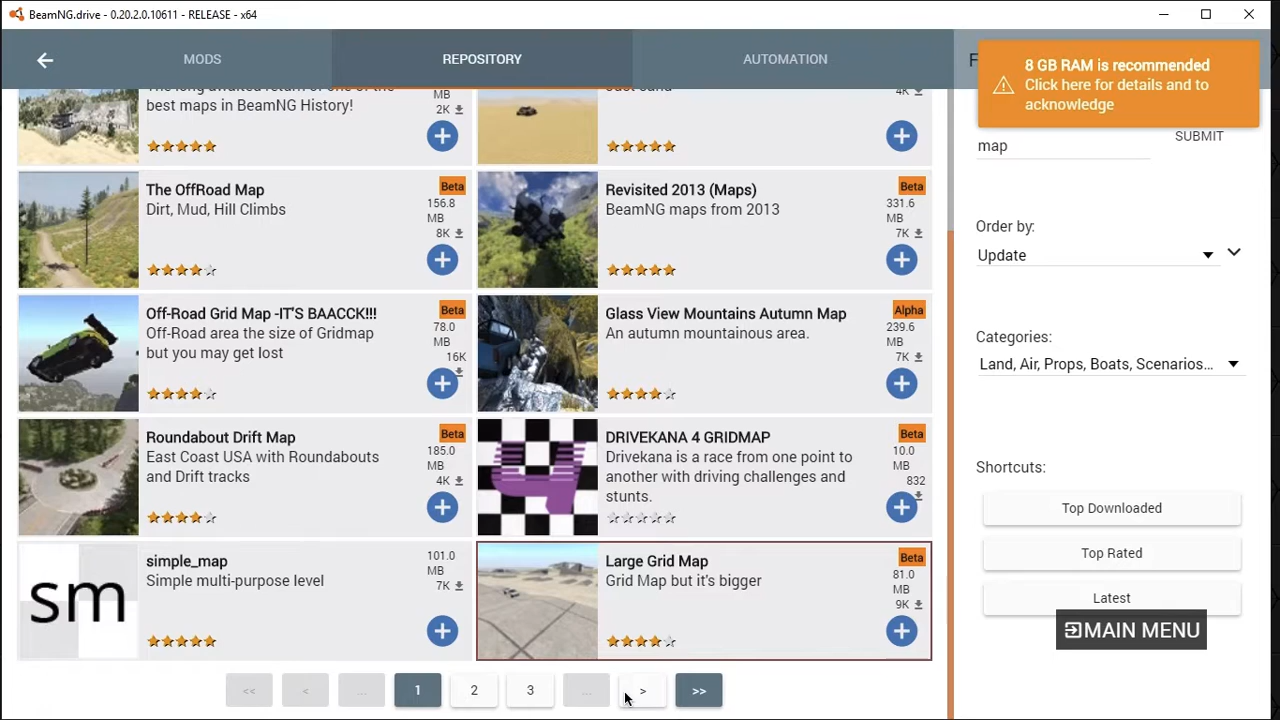 BeamNG.drive - 0.20.2.0.10611 - RELEASE - x64
MODS
REPOSITORY
AUTOMATION
F
8 GB RAM is recommended
Click here for details and to
acknowledge
best maps in BeamNG History!
MB
2K
4K
map
SUBMIT
The OffRoad Map
Dirt, Mud, Hill Climbs
Beta
156.8
MB
8K
Revisited 2013 (Maps)
BeamNG maps from 2013
Beta
331.6
MB
7K
Off-Road Grid Map -IT'S BAACCK!!!
Off-Road area the size of Gridmap
but you may get lost
Beta
78.0
MB
16K
Glass View Mountains Autumn Map
An autumn mountainous area.
Alpha
239.6
MB
7K
Roundabout Drift Map
East Coast USA with Roundabouts
and Drift tracks
Beta
185.0
MB
4K
DRIVEKANA 4 GRIDMAP
Drivekana is a race from one point to
another with driving challenges and
stunts.
Beta
10.0
MB
832
sm
simple_map
Simple multi-purpose level
101.0
MB
7K
Large Grid Map
Grid Map but it's bigger
Beta
81.0
MB
9K
<< < ... 1 2 3 ... > >>
Order by:
Update
Categories:
Land, Air, Props, Boats, Scenarios...
Shortcuts:
Top Downloaded
Top Rated
Latest
MAIN MENU